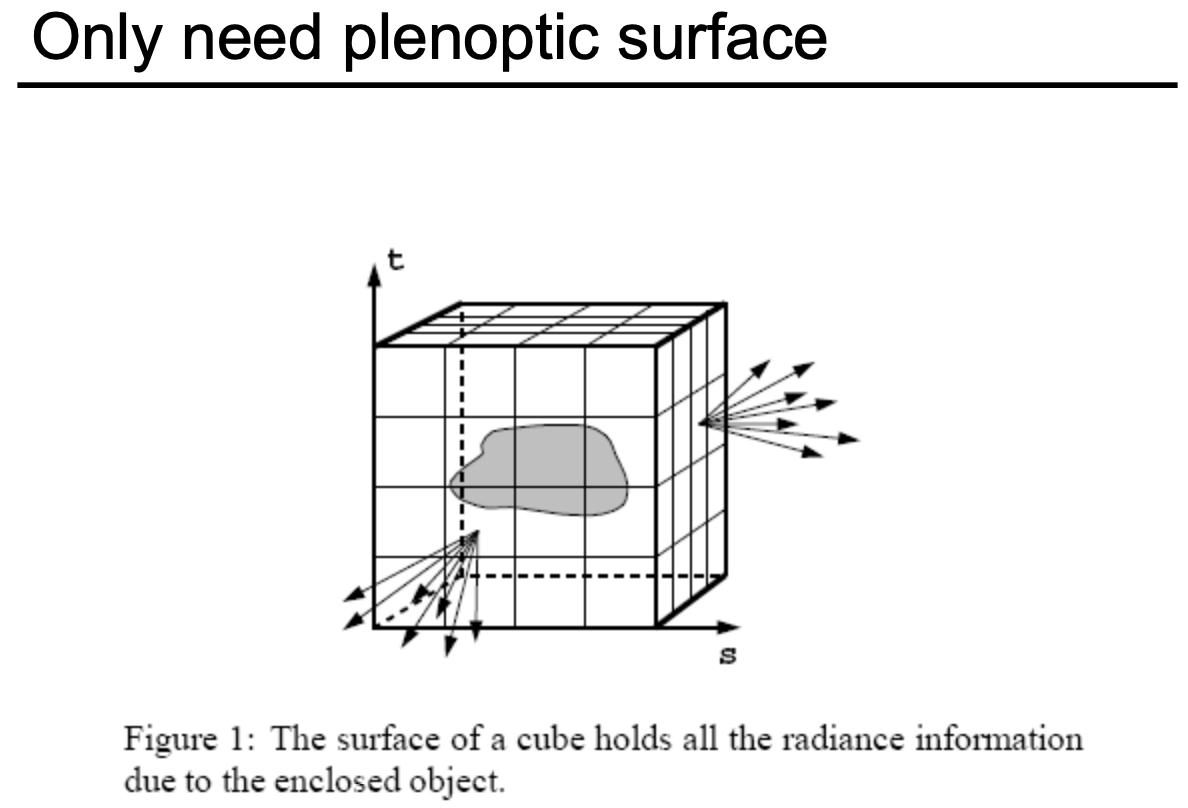 Only need plenoptic surface
t
s
Figure 1: The surface of a cube holds all the radiance information
due to the enclosed object.